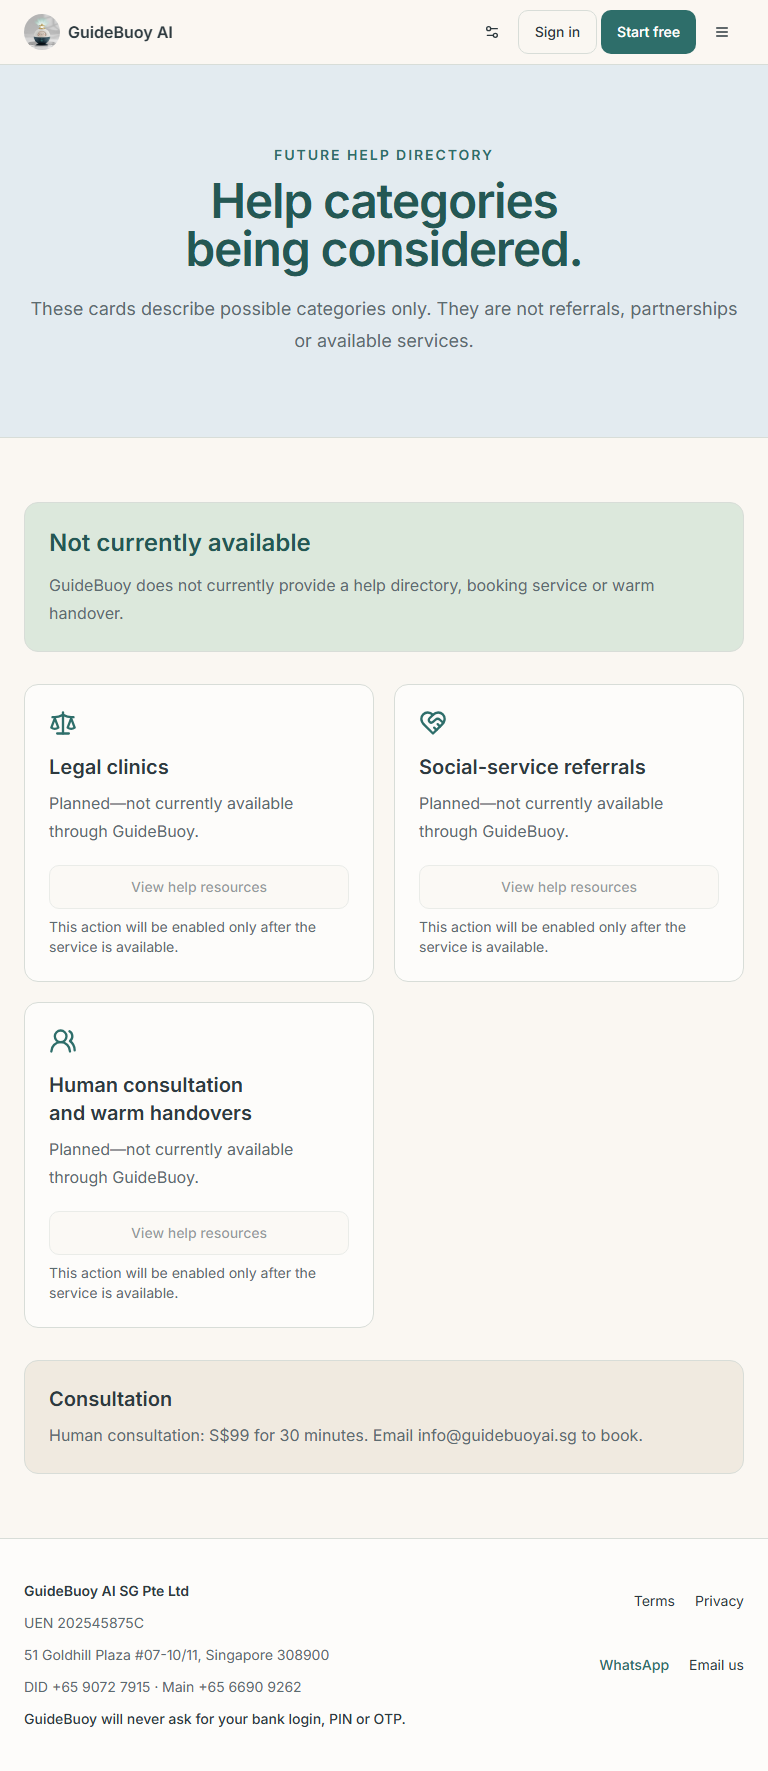 GuideBuoy AI
Sign in
Start free
FUTURE HELP DIRECTORY
Help categories
being considered.
These cards describe possible categories only. They are not referrals, partnerships
or available services.
Not currently available
GuideBuoy does not currently provide a help directory, booking service or warm
handover.
Legal clinics
Planned—not currently available
through GuideBuoy.
View help resources
This action will be enabled only after the
service is available.
Social-service referrals
Planned—not currently available
through GuideBuoy.
View help resources
This action will be enabled only after the
service is available.
Human consultation
and warm handovers
Planned—not currently available
through GuideBuoy.
View help resources
This action will be enabled only after the
service is available.
Consultation
Human consultation: S$99 for 30 minutes. Email info@guidebuoyai.sg to book.
GuideBuoy AI SG Pte Ltd
UEN 202545875C
51 Goldhill Plaza #07-10/11, Singapore 308900
DID +65 9072 7915 · Main +65 6690 9262
GuideBuoy will never ask for your bank login, PIN or OTP.
Terms
Privacy
WhatsApp
Email us